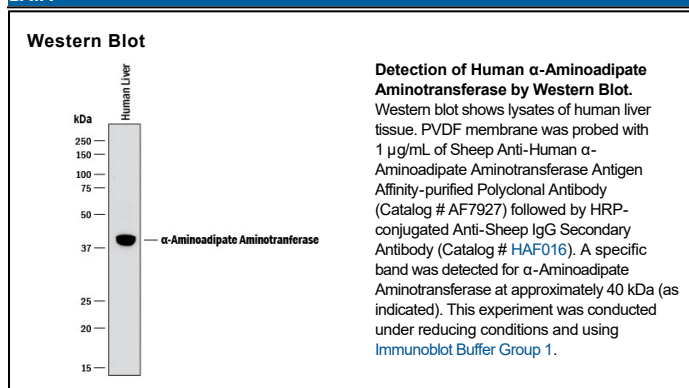 Western Blot
Human Liver
kDa
250
150
100
75
50
37
25
20
15
α-Aminoadipate Aminotranferase
Detection of Human α-Aminoadipate
Aminotransferase by Western Blot.
Western blot shows lysates of human liver
tissue. PVDF membrane was probed with
1 µg/mL of Sheep Anti-Human α-
Aminoadipate Aminotransferase Antigen
Affinity-purified Polyclonal Antibody
(Catalog # AF7927) followed by HRP-
conjugated Anti-Sheep IgG Secondary
Antibody (Catalog # HAF016). A specific
band was detected for α-Aminoadipate
Aminotransferase at approximately 40 kDa (as
indicated). This experiment was conducted
under reducing conditions and using
Immunoblot Buffer Group 1.